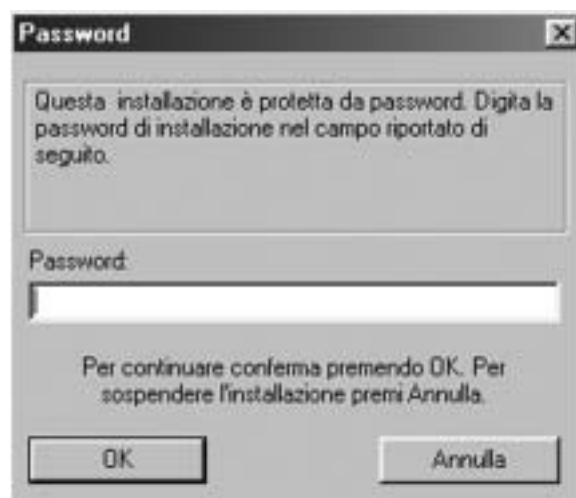 Password
Questa installazione è protetta da password. Digita la
password di installazione nel campo riportato di
seguito.
Password:
Per continuare conferma premendo OK. Per
sospendere l'installazione premi Annulla.
OK
Annulla